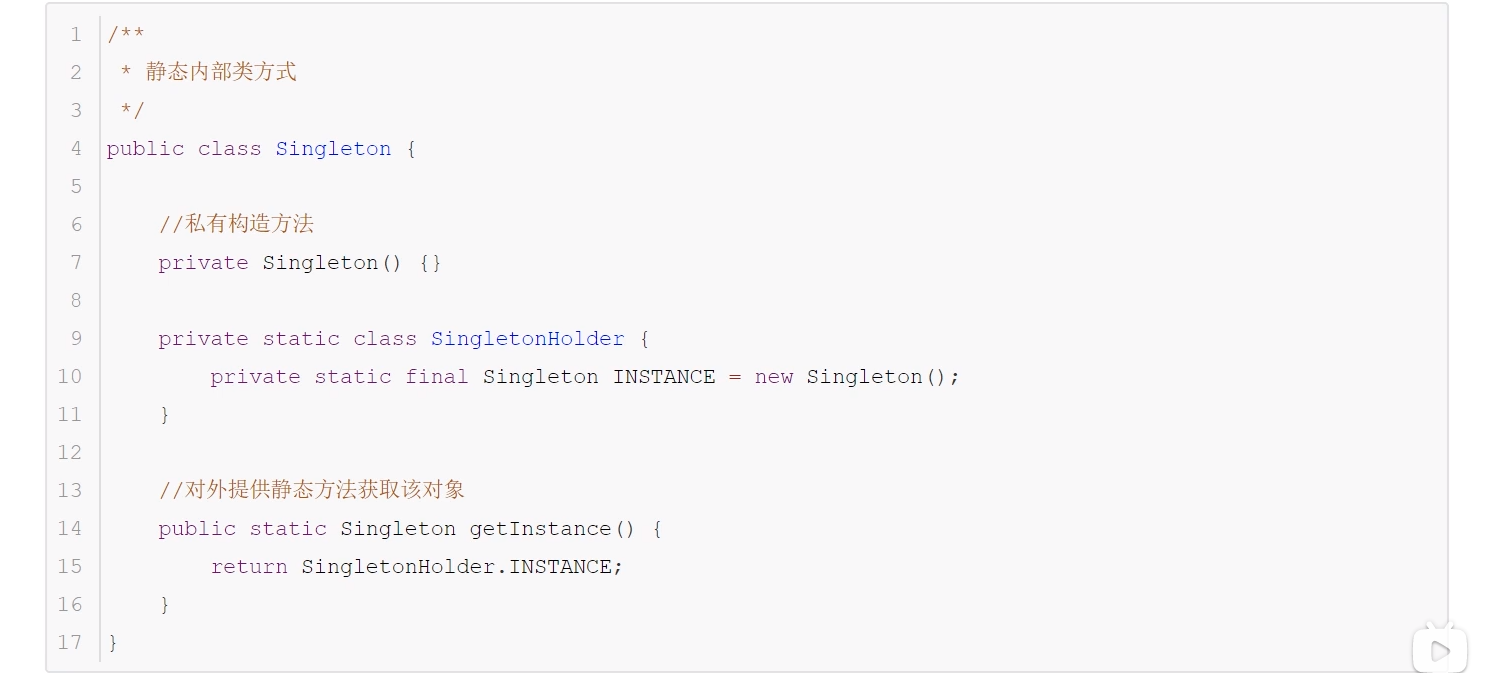 1 /**
2  * 静态内部类方式
3  */
4 public class Singleton {
5
6     //私有构造方法
7     private Singleton() {}
8
9     private static class SingletonHolder {
10         private static final Singleton INSTANCE = new Singleton();
11     }
12
13     //对外提供静态方法获取该对象
14     public static Singleton getInstance() {
15         return SingletonHolder.INSTANCE;
16     }
17 }